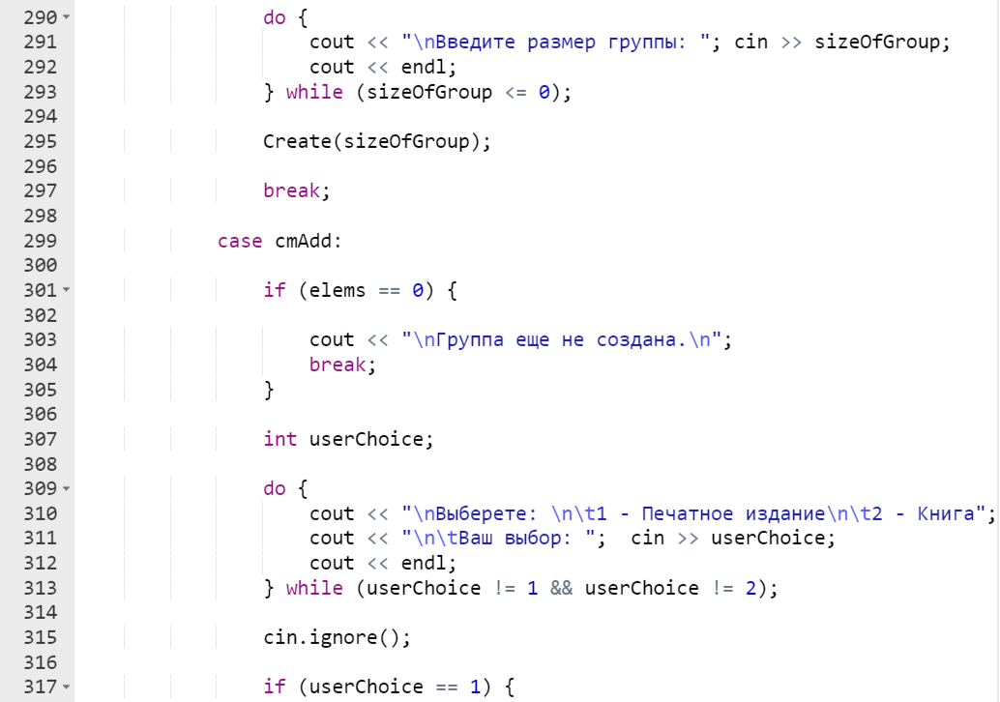 290 do {
291 cout << "\nВведите размер группы: "; cin >> sizeOfGroup;
292 cout << endl;
293 } while (sizeOfGroup <= 0);
294
295 Create(sizeOfGroup);
296
297 break;
298
299 case cmAdd:
300
301 if (elems == 0) {
302
303 cout << "\nГруппа еще не создана.\n";
304 break;
305 }
306
307 int userChoice;
308
309 do {
310 cout << "\nВыберете: \n\t1 - Печатное издание\n\t2 - Книга";
311 cout << "\n\tВаш выбор: ";  cin >> userChoice;
312 cout << endl;
313 } while (userChoice != 1 && userChoice != 2);
314
315 cin.ignore();
316
317 if (userChoice == 1) {